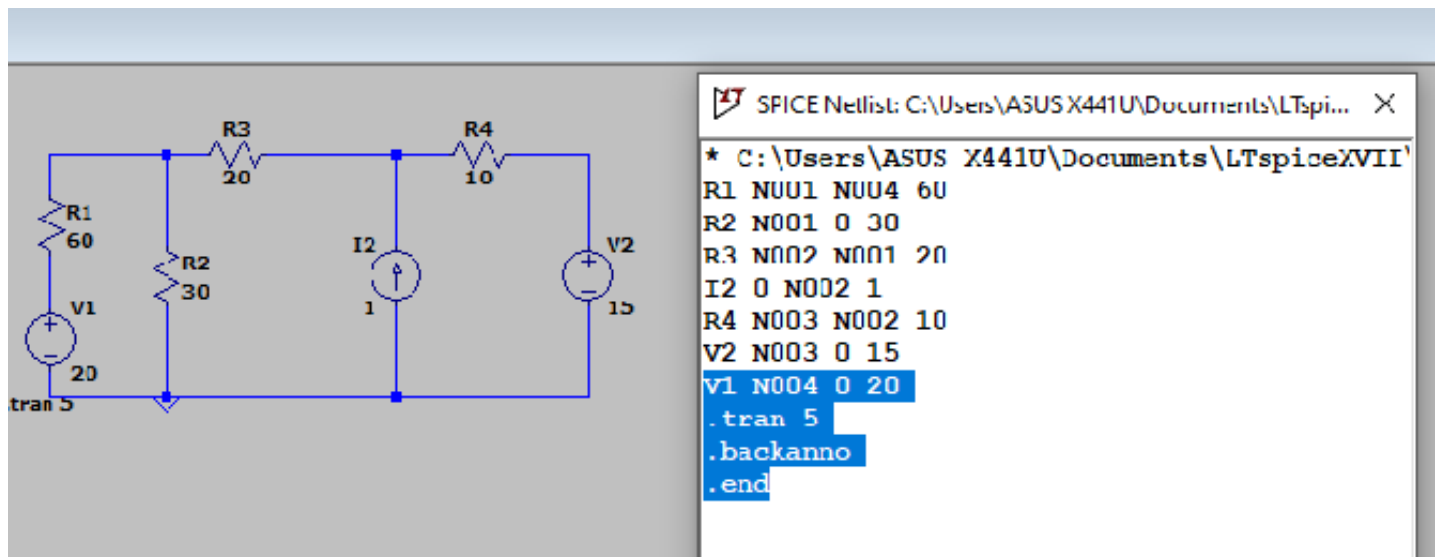 SPICE Netlist: C:\Users\ASUS X441U\Documents\LTspi...
* C:\Users\ASUS X441U\Documents\LTspiceXVII\
R1 N001 N004 60
R2 N001 0 30
R3 N002 N001 20
I2 0 N002 1
R4 N003 N002 10
V2 N003 0 15
V1 N004 0 20
.tran 5
.backanno
.end
R3
20
R4
10
R1
60
R2
30
I2
1
V2
15
V1
20
tran 5